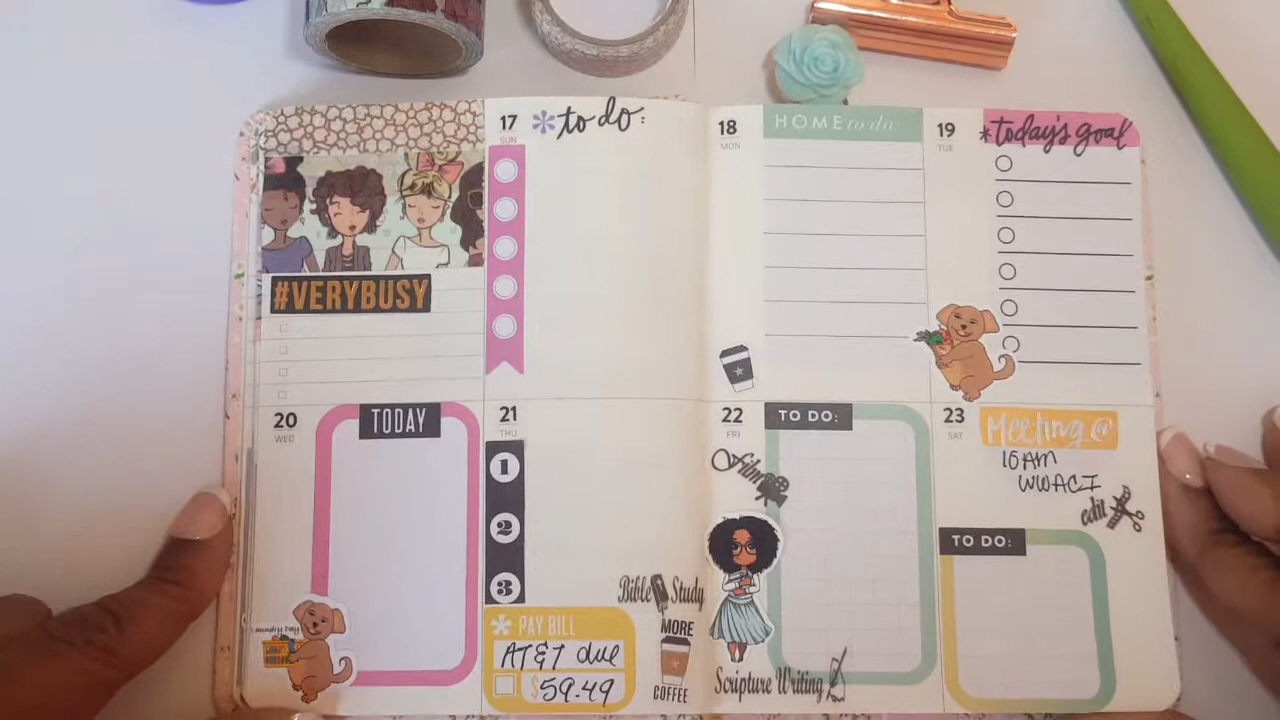 17
SUN
*to do:
18
MON
HOME to do:
19
TUE
*today's goal
#VERYBUSY
20
WED
TODAY
Laundry Day
21
THU
1
2
3
Bible Study
*PAY BILL
AT&T due
$59.49
MORE
COFFEE
22
FRI
TO DO:
film
Scripture Writing
23
SAT
Meeting @
10AM
WWACI
edit
TO DO: